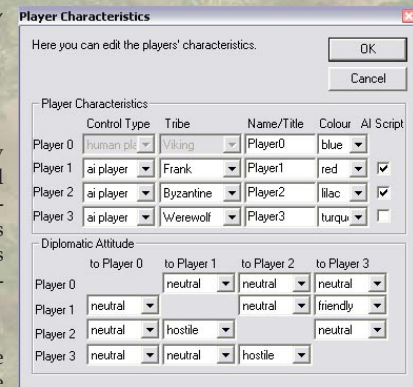 Player Characteristics
Here you can edit the players' characteristics.
OK
Cancel
Player Characteristics
Control Type Tribe Name/Title Colour AI Script
Player 0 human pla Viking Player0 blue
Player 1 ai player Frank Player1 red
Player 2 ai player Byzantine Player2 lilac
Player 3 ai player Werewolf Player3 turqu
Diplomatic Attitude
to Player 0 to Player 1 to Player 2 to Player 3
Player 0 neutral neutral neutral
Player 1 neutral neutral friendly
Player 2 neutral hostile neutral
Player 3 neutral neutral hostile